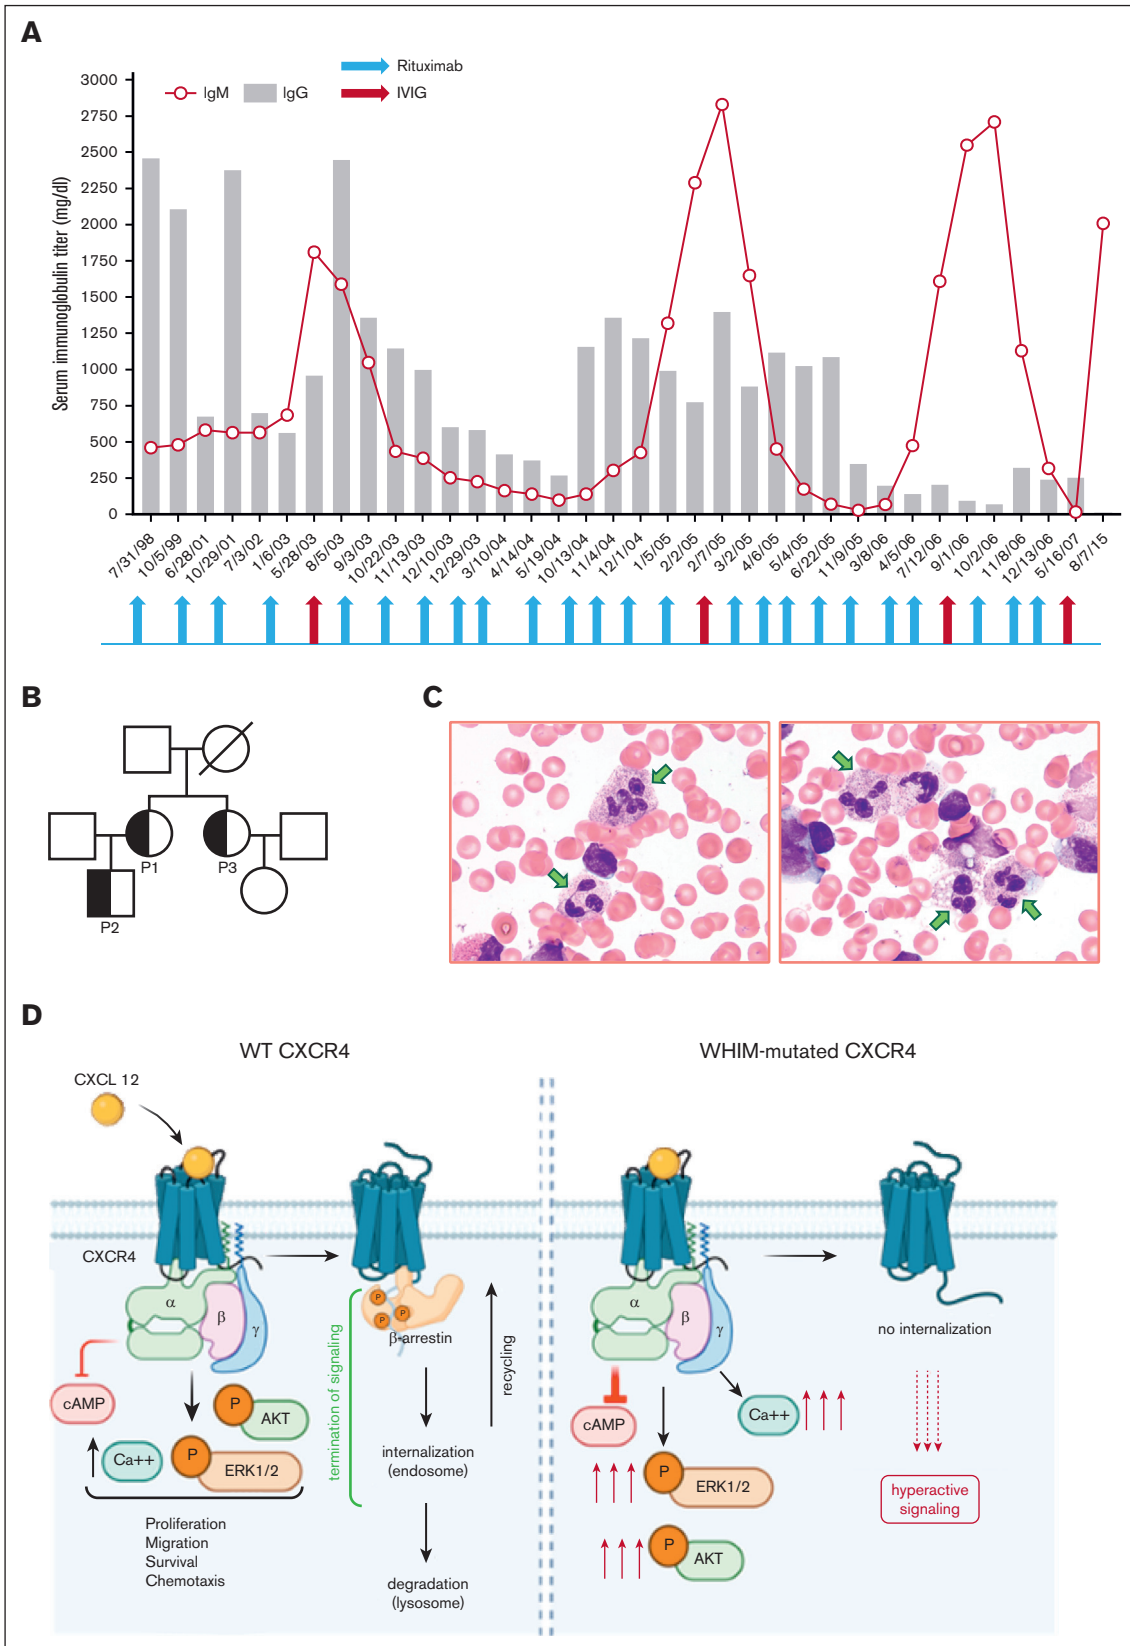 A
Rituximab
IVIG
IgM
IgG
Serum immunoglobulin titer (mg/dl)
3000
2750
2500
2250
2000
1750
1500
1250
1000
750
500
250
0
7/31/98
10/5/99
6/28/01
10/29/01
7/3/02
1/6/03
5/28/03
8/5/03
9/3/03
10/22/03
11/13/03
12/10/03
12/29/03
3/10/04
4/14/04
5/19/04
10/13/04
11/4/04
12/1/04
1/5/05
2/2/05
2/7/05
3/2/05
4/6/05
5/4/05
6/22/05
11/9/05
3/8/06
4/5/06
7/12/06
9/1/06
10/2/06
11/8/06
12/13/06
5/16/07
8/7/15
B
P1
P3
P2
C
D
WT CXCR4
CXCL 12
CXCR4
α
β
γ
cAMP
Ca++
P
AKT
P
ERK1/2
Proliferation
Migration
Survival
Chemotaxis
termination of signaling
P
P
P
β-arrestin
recycling
internalization
(endosome)
degradation
(lysosome)
WHIM-mutated CXCR4
α
β
γ
cAMP
Ca++
P
ERK1/2
P
AKT
no internalization
hyperactive
signaling